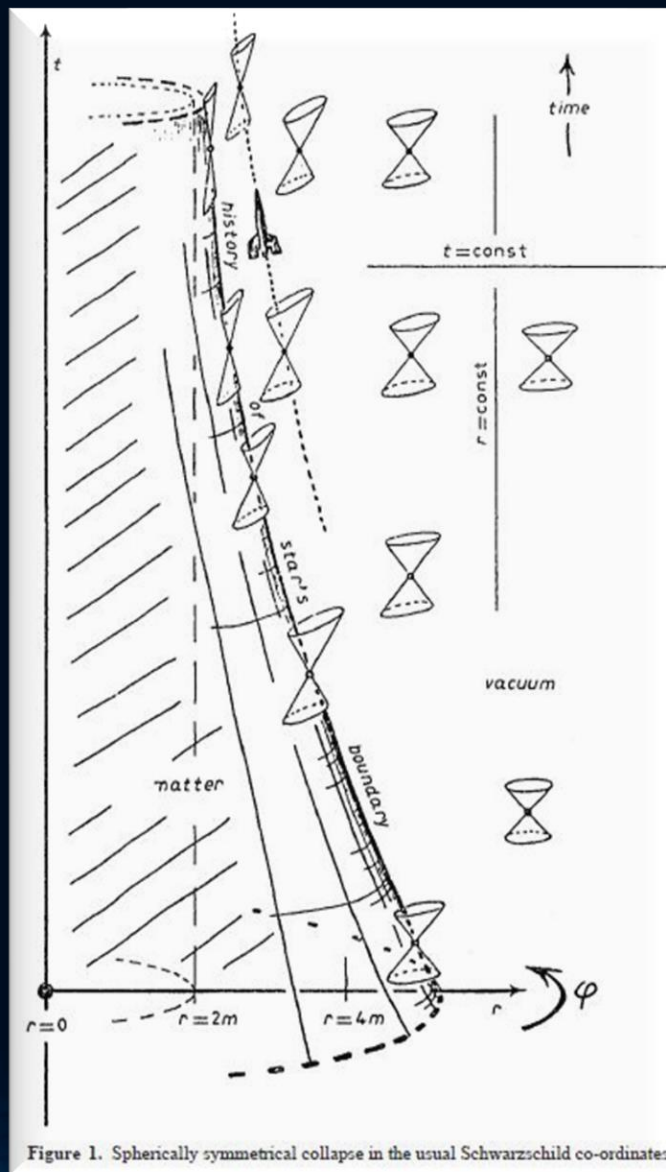 t
time
history
of
star's
boundary
t=const
r=const
vacuum
matter
r=0
r=2m
r=4m
r
φ
Figure 1. Spherically symmetrical collapse in the usual Schwarzschild co-ordinates